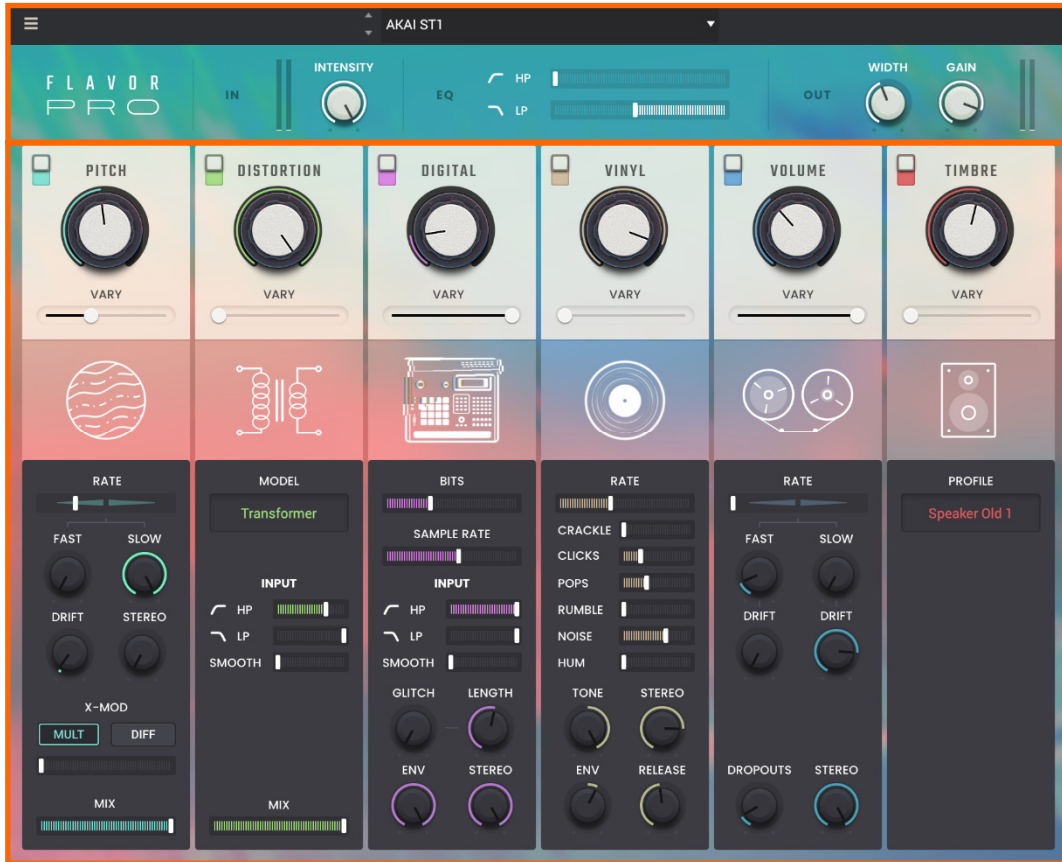 AKAI ST1
FLAVOR
PRO
IN
INTENSITY
EQ
HP
LP
OUT
WIDTH
GAIN
PITCH
VARY
RATE
FAST
SLOW
DRIFT
STEREO
X-MOD
MULT
DIFF
MIX
DISTORTION
VARY
MODEL
Transformer
INPUT
HP
LP
SMOOTH
MIX
DIGITAL
VARY
BITS
SAMPLE RATE
INPUT
HP
LP
SMOOTH
GLITCH
LENGTH
ENV
STEREO
VINYL
VARY
RATE
CRACKLE
CLICKS
POPS
RUMBLE
NOISE
HUM
TONE
STEREO
ENV
RELEASE
VOLUME
VARY
RATE
FAST
SLOW
DRIFT
DRIFT
DROPOUTS
STEREO
TIMBRE
VARY
PROFILE
Speaker Old 1